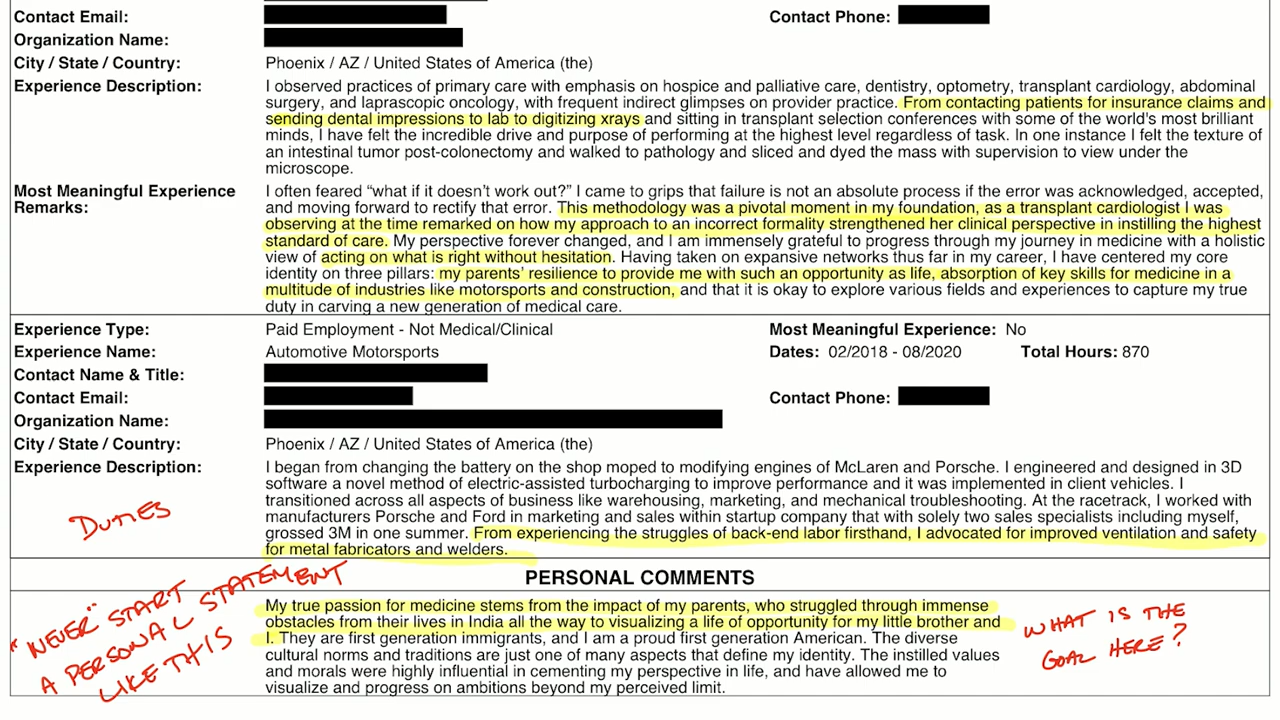 Contact Email:
Contact Phone:
Organization Name:
City / State / Country:
Phoenix / AZ / United States of America (the)
Experience Description:
I observed practices of primary care with emphasis on hospice and palliative care, dentistry, optometry, transplant cardiology, abdominal
surgery, and laprascopic oncology, with frequent indirect glimpses on provider practice. From contacting patients for insurance claims and
sending dental impressions to lab to digitizing xrays and sitting in transplant selection conferences with some of the world's most brilliant
minds, I have felt the incredible drive and purpose of performing at the highest level regardless of task. In one instance I felt the texture of
an intestinal tumor post-colonectomy and walked to pathology and sliced and dyed the mass with supervision to view under the
microscope.
Most Meaningful Experience
Remarks:
I often feared “what if it doesn’t work out?” I came to grips that failure is not an absolute process if the error was acknowledged, accepted,
and moving forward to rectify that error. This methodology was a pivotal moment in my foundation, as a transplant cardiologist I was
observing at the time remarked on how my approach to an incorrect formality strengthened her clinical perspective in instilling the highest
standard of care. My perspective forever changed, and I am immensely grateful to progress through my journey in medicine with a holistic
view of acting on what is right without hesitation. Having taken on expansive networks thus far in my career, I have centered my core
identity on three pillars: my parents’ resilience to provide me with such an opportunity as life, absorption of key skills for medicine in a
multitude of industries like motorsports and construction, and that it is okay to explore various fields and experiences to capture my true
duty in carving a new generation of medical care.
Experience Type:
Paid Employment - Not Medical/Clinical
Most Meaningful Experience: No
Experience Name:
Automotive Motorsports
Dates: 02/2018 - 08/2020
Total Hours: 870
Contact Name & Title:
Contact Email:
Contact Phone:
Organization Name:
City / State / Country:
Phoenix / AZ / United States of America (the)
Experience Description:
I began from changing the battery on the shop moped to modifying engines of McLaren and Porsche. I engineered and designed in 3D
software a novel method of electric-assisted turbocharging to improve performance and it was implemented in client vehicles. I
transitioned across all aspects of business like warehousing, marketing, and mechanical troubleshooting. At the racetrack, I worked with
manufacturers Porsche and Ford in marketing and sales within startup company that with solely two sales specialists including myself,
grossed 3M in one summer. From experiencing the struggles of back-end labor firsthand, I advocated for improved ventilation and safety
for metal fabricators and welders.
DUTIES
PERSONAL COMMENTS
My true passion for medicine stems from the impact of my parents, who struggled through immense
obstacles from their lives in India all the way to visualizing a life of opportunity for my little brother and
I. They are first generation immigrants, and I am a proud first generation American. The diverse
cultural norms and traditions are just one of many aspects that define my identity. The instilled values
and morals were highly influential in cementing my perspective in life, and have allowed me to
visualize and progress on ambitions beyond my perceived limit.
"NEVER" START
A PERSONAL STATEMENT
LIKE THIS
WHAT IS THE
GOAL HERE?